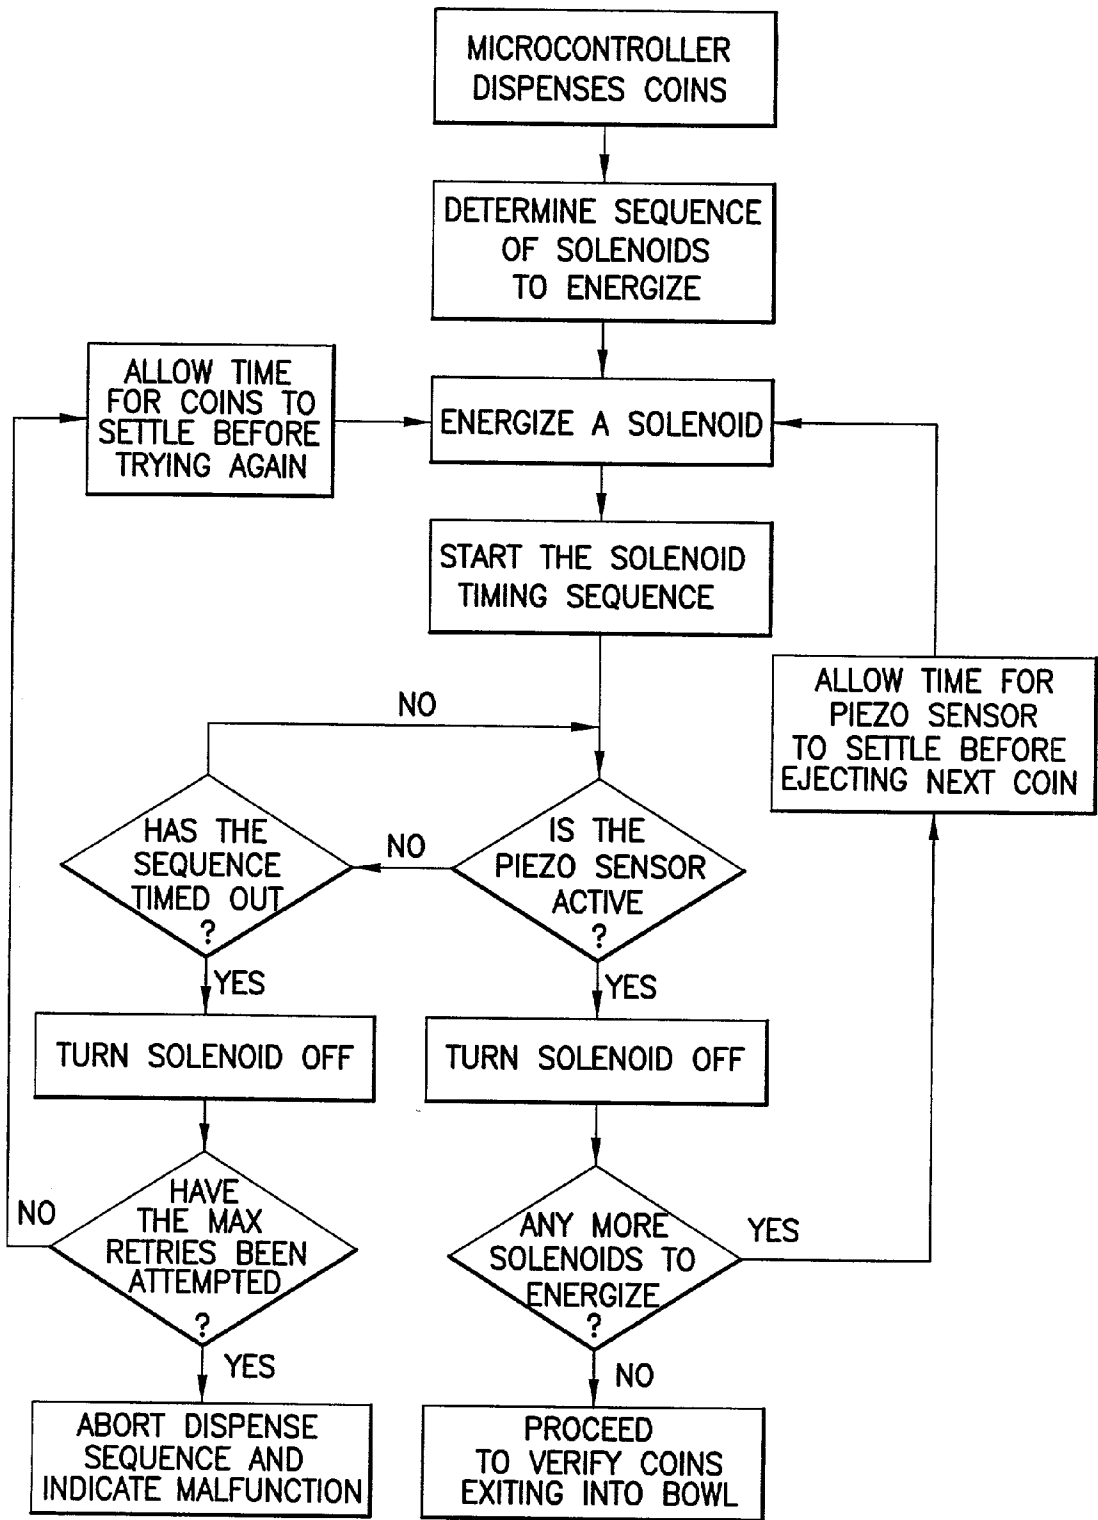 MICROCONTROLLER
DISPENSES COINS
DETERMINE SEQUENCE
OF SOLENOIDS
TO ENERGIZE
ALLOW TIME
FOR COINS TO
SETTLE BEFORE
TRYING AGAIN
ENERGIZE A SOLENOID
START THE SOLENOID
TIMING SEQUENCE
ALLOW TIME FOR
PIEZO SENSOR
TO SETTLE BEFORE
EJECTING NEXT COIN
NO
HAS THE
SEQUENCE
TIMED OUT
?
NO
IS THE
PIEZO SENSOR
ACTIVE
?
YES
YES
TURN SOLENOID OFF
TURN SOLENOID OFF
NO
HAVE
THE MAX
RETRIES BEEN
ATTEMPTED
?
ANY MORE
SOLENOIDS TO
ENERGIZE
?
YES
YES
NO
ABORT DISPENSE
SEQUENCE AND
INDICATE MALFUNCTION
PROCEED
TO VERIFY COINS
EXITING INTO BOWL